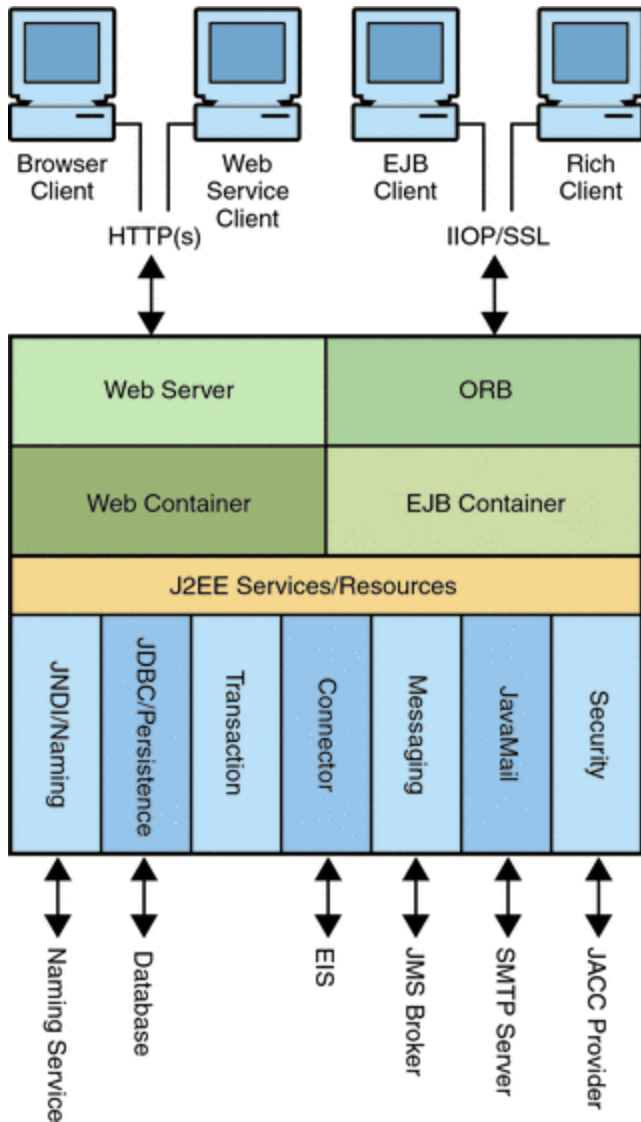 Browser
Client
Web
Service
Client
EJB
Client
Rich
Client
HTTP(s)
IIOP/SSL
Web Server
ORB
Web Container
EJB Container
J2EE Services/Resources
JNDI/Naming
JDBC/Persistence
Transaction
Connector
Messaging
JavaMail
Security
Naming Service
Database
EIS
JMS Broker
SMTP Server
JACC Provider